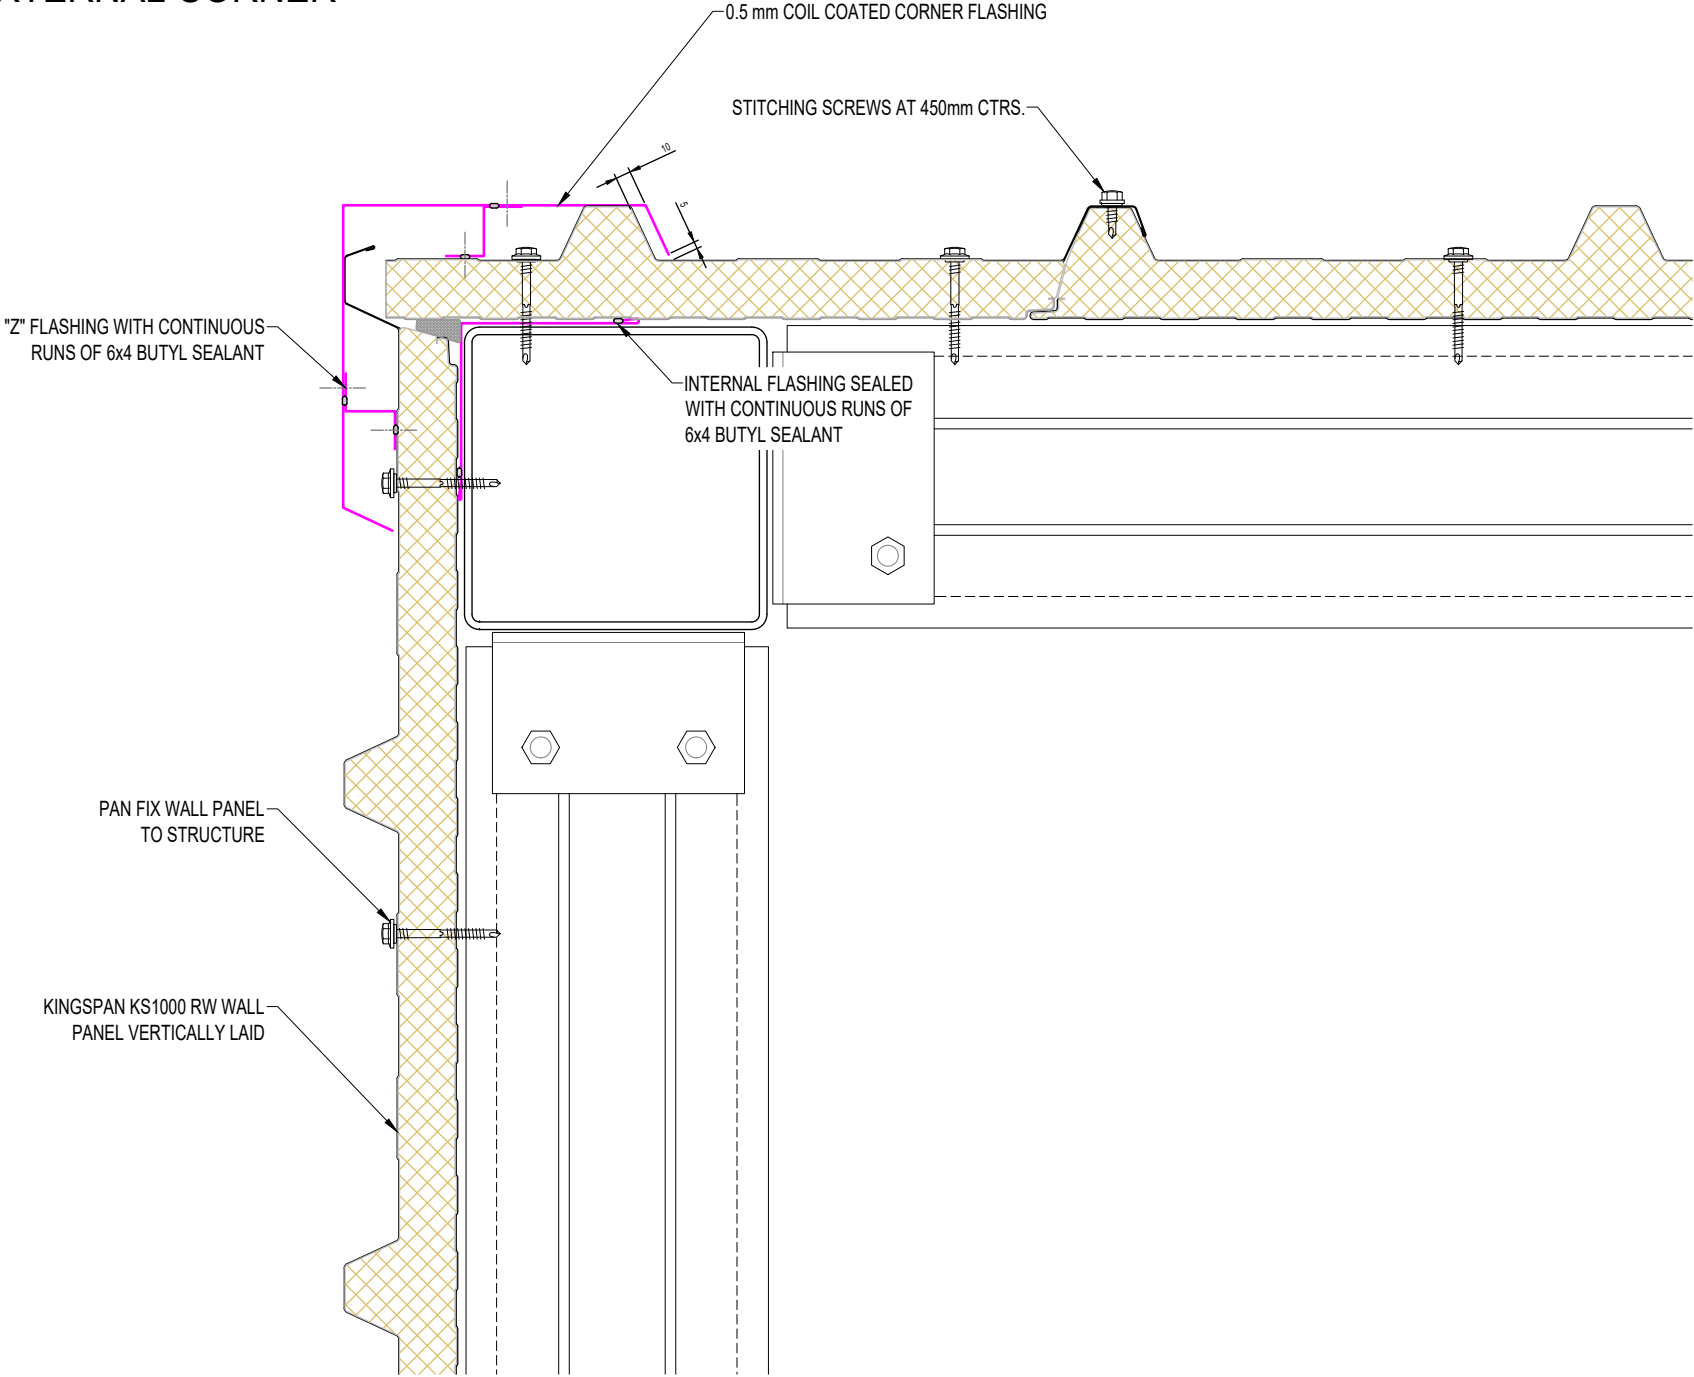 CORNER
0.5 mm COIL COATED CORNER FLASHING
STITCHING SCREWS AT 450mm CTRS.
10
5
"Z" FLASHING WITH CONTINUOUS
RUNS OF 6x4 BUTYL SEALANT
INTERNAL FLASHING SEALED
WITH CONTINUOUS RUNS OF
6x4 BUTYL SEALANT
PAN FIX WALL PANEL
TO STRUCTURE
KINGSPAN KS1000 RW WALL
PANEL VERTICALLY LAID